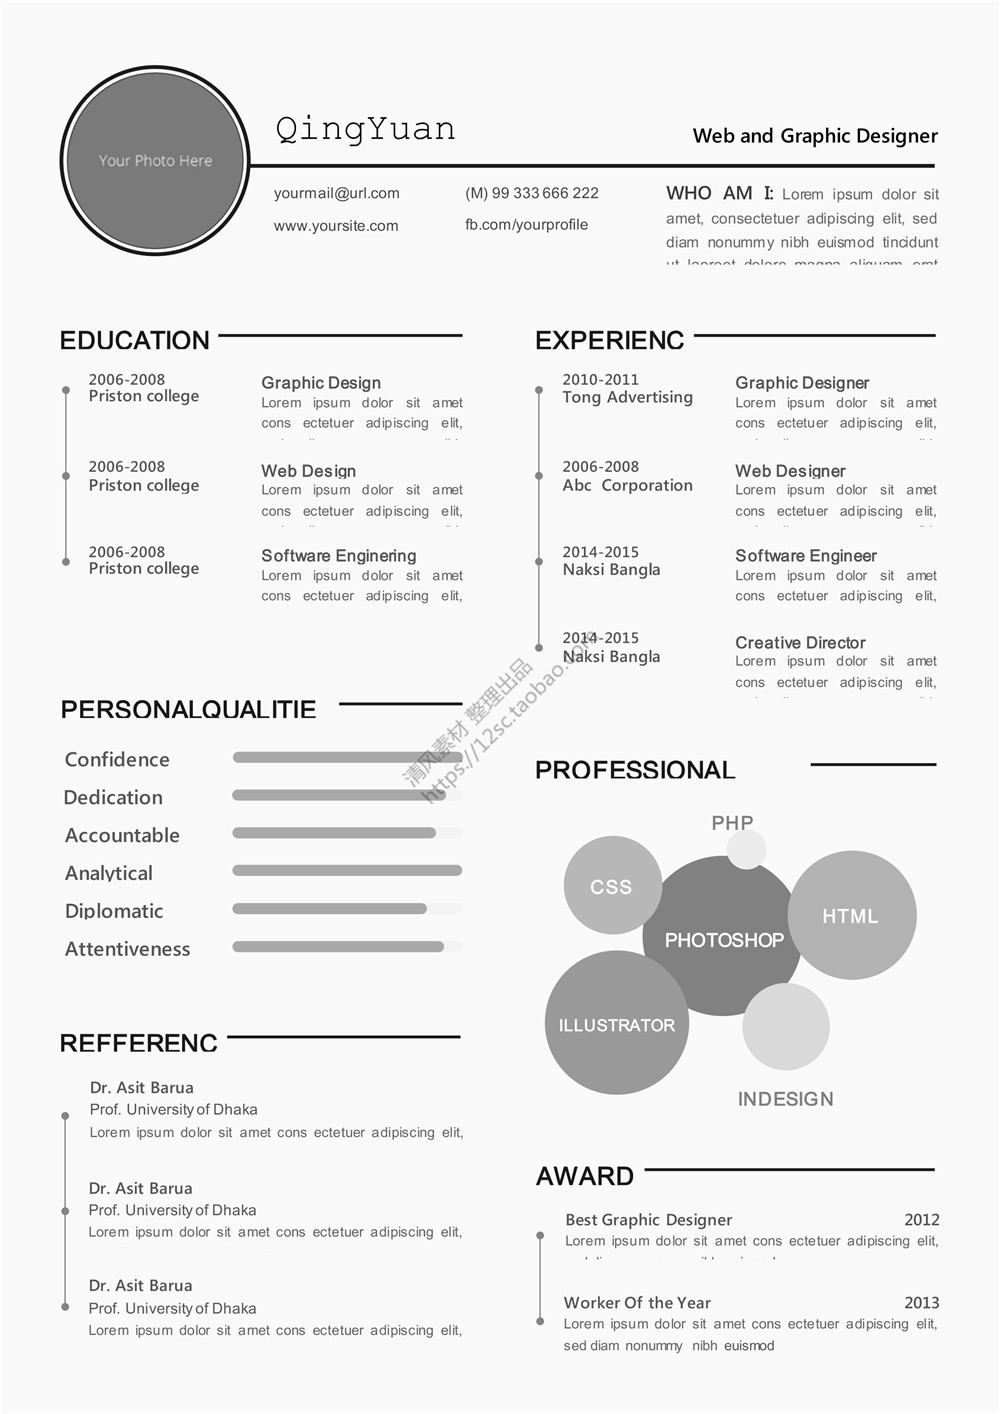 Your Photo Here
QingYuan
Web and Graphic Designer
yourmail@url.com
(M) 99 333 666 222
www.yoursite.com
fb.com/yourprofile
WHO AM I: Lorem ipsum dolor sit
amet, consectetuer adipiscing elit, sed
diam nonummy nibh euismod tincidunt
ut laoreet dolore magna aliquam erat
EDUCATION
2006-2008
Priston college
Graphic Design
Lorem ipsum dolor sit amet
cons ectetuer adipiscing elit,
2006-2008
Priston college
Web Design
Lorem ipsum dolor sit amet
cons ectetuer adipiscing elit,
2006-2008
Priston college
Software Enginering
Lorem ipsum dolor sit amet
cons ectetuer adipiscing elit,
EXPERIENC
2010-2011
Tong Advertising
Graphic Designer
Lorem ipsum dolor sit amet
cons ectetuer adipiscing elit,
2006-2008
Abc Corporation
Web Designer
Lorem ipsum dolor sit amet
cons ectetuer adipiscing elit,
2014-2015
Naksi Bangla
Software Engineer
Lorem ipsum dolor sit amet
cons ectetuer adipiscing elit,
2014-2015
Naksi Bangla
Creative Director
Lorem ipsum dolor sit amet
cons ectetuer adipiscing elit,
清风素材 整理出品
https://12sc.taobao.com
PERSONALQUALITIE
Confidence
Dedication
Accountable
Analytical
Diplomatic
Attentiveness
PROFESSIONAL
PHP
CSS
HTML
PHOTOSHOP
ILLUSTRATOR
INDESIGN
REFFERENC
Dr. Asit Barua
Prof. University of Dhaka
Lorem ipsum dolor sit amet cons ectetuer adipiscing elit,
Dr. Asit Barua
Prof. University of Dhaka
Lorem ipsum dolor sit amet cons ectetuer adipiscing elit,
Dr. Asit Barua
Prof. University of Dhaka
Lorem ipsum dolor sit amet cons ectetuer adipiscing elit,
AWARD
Best Graphic Designer 2012
Lorem ipsum dolor sit amet cons ectetuer adipiscing elit,
Worker Of the Year 2013
Lorem ipsum dolor sit amet cons ectetuer adipiscing elit,
sed diam nonummy nibh euismod